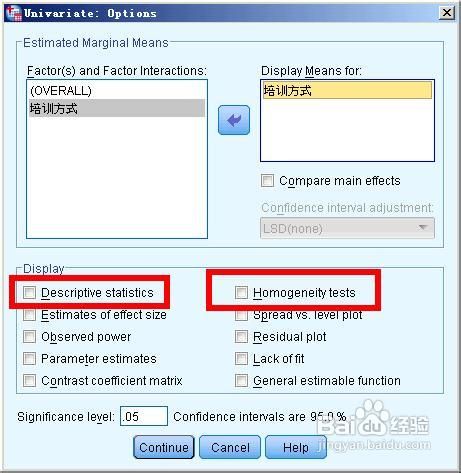 Univariate: Options
Estimated Marginal Means
Factor(s) and Factor Interactions:
(OVERALL)
培训方式
Display Means for:
培训方式
Compare main effects
Confidence interval adjustment:
LSD(none)
Display
Descriptive statistics
Homogeneity tests
Estimates of effect size
Spread vs. level plot
Observed power
Residual plot
Parameter estimates
Lack of fit
Contrast coefficient matrix
General estimable function
Significance level: .05 Confidence intervals are 95.0 %
Continue
Cancel
Help
Baidu 经验
jingyan.baidu.com